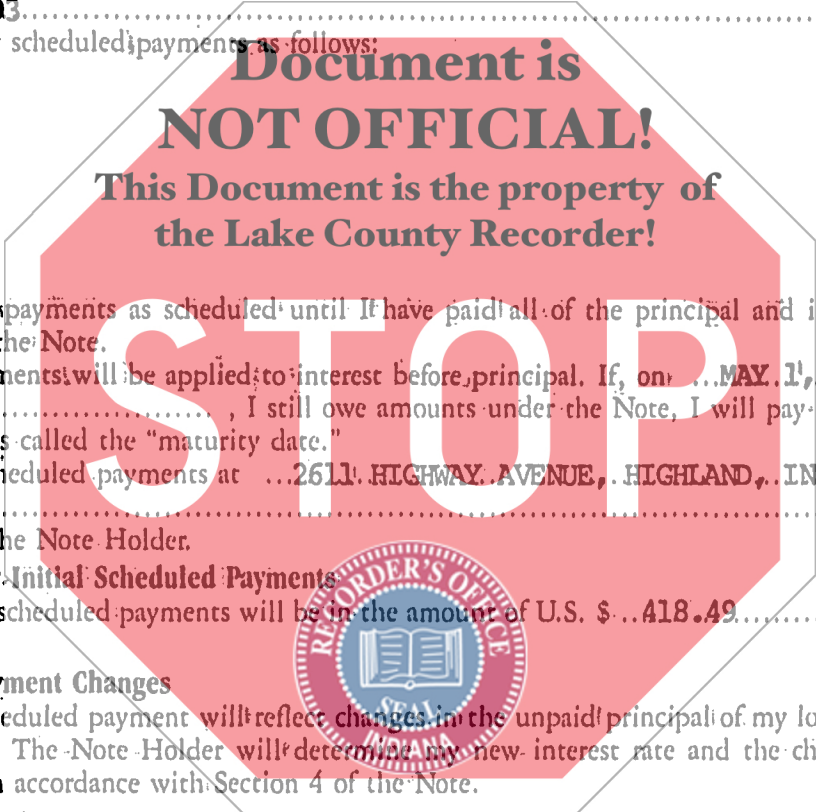 3
scheduled payments as follows:
Document is
NOT OFFICIAL!
This Document is the property of
the Lake County Recorder!
payments as scheduled until I have paid all of the principal and i
he Note.
ments will be applied to interest before principal. If, on ...MAY 1,
, I still owe amounts under the Note, I will pay
s called the "maturity date."
heduled payments at ...2611 HIGHWAY AVENUE, HIGHLAND, IN
STOP
he Note Holder.
Initial Scheduled Payments
scheduled payments will be in the amount of U.S. $...418.49
yment Changes
eduled payment will reflect changes in the unpaid principal of my lo
The Note Holder will determine my new interest rate and the ch
accordance with Section 4 of the Note.
RECORDER'S OFFICE
SEAL
INDIANA